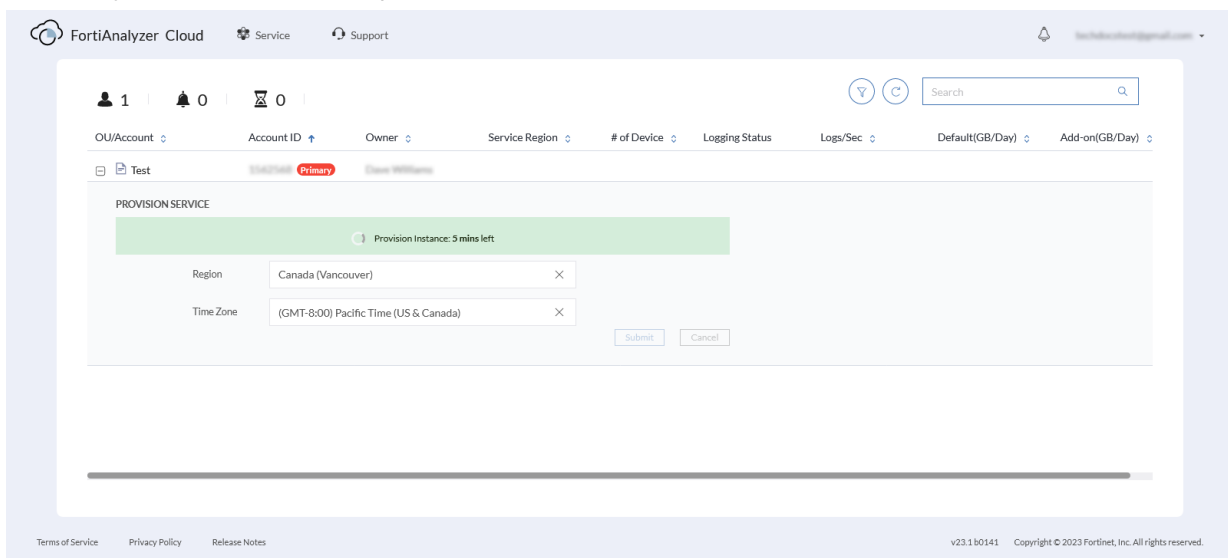 FortiAnalyzer Cloud Service Support
1 0 0 Search
OU/Account Account ID Owner Service Region # of Device Logging Status Logs/Sec Default(GB/Day) Add-on(GB/Day)
Test Primary
PROVISION SERVICE
Provision Instance: 5 mins left
Region Canada (Vancouver)
Time Zone (GMT-8:00) Pacific Time (US & Canada)
Submit Cancel
Terms of Service Privacy Policy Release Notes v23.1 b0141 Copyright © 2023 Fortinet, Inc. All rights reserved.